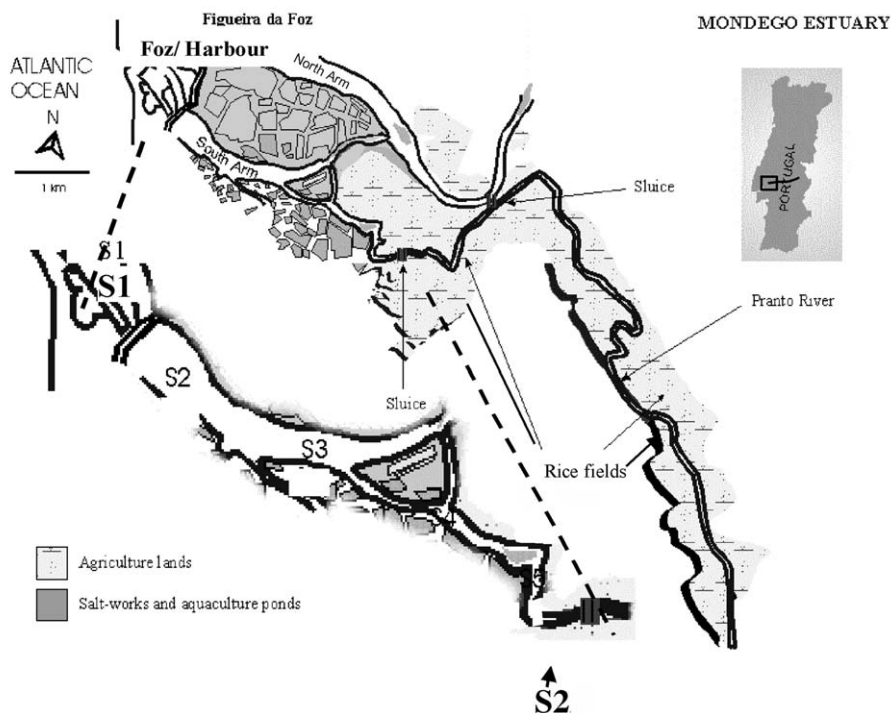 Figueira da Foz
MONDEGO ESTUARY
Foz/ Harbour
ATLANTIC
OCEAN
N
1 km
North Arm
South Arm
Sluice
PORTUGAL
S1
S1
Pranto River
S2
Sluice
S3
Rice fields
S5
Agriculture lands
Salt-works and aquaculture ponds
S2